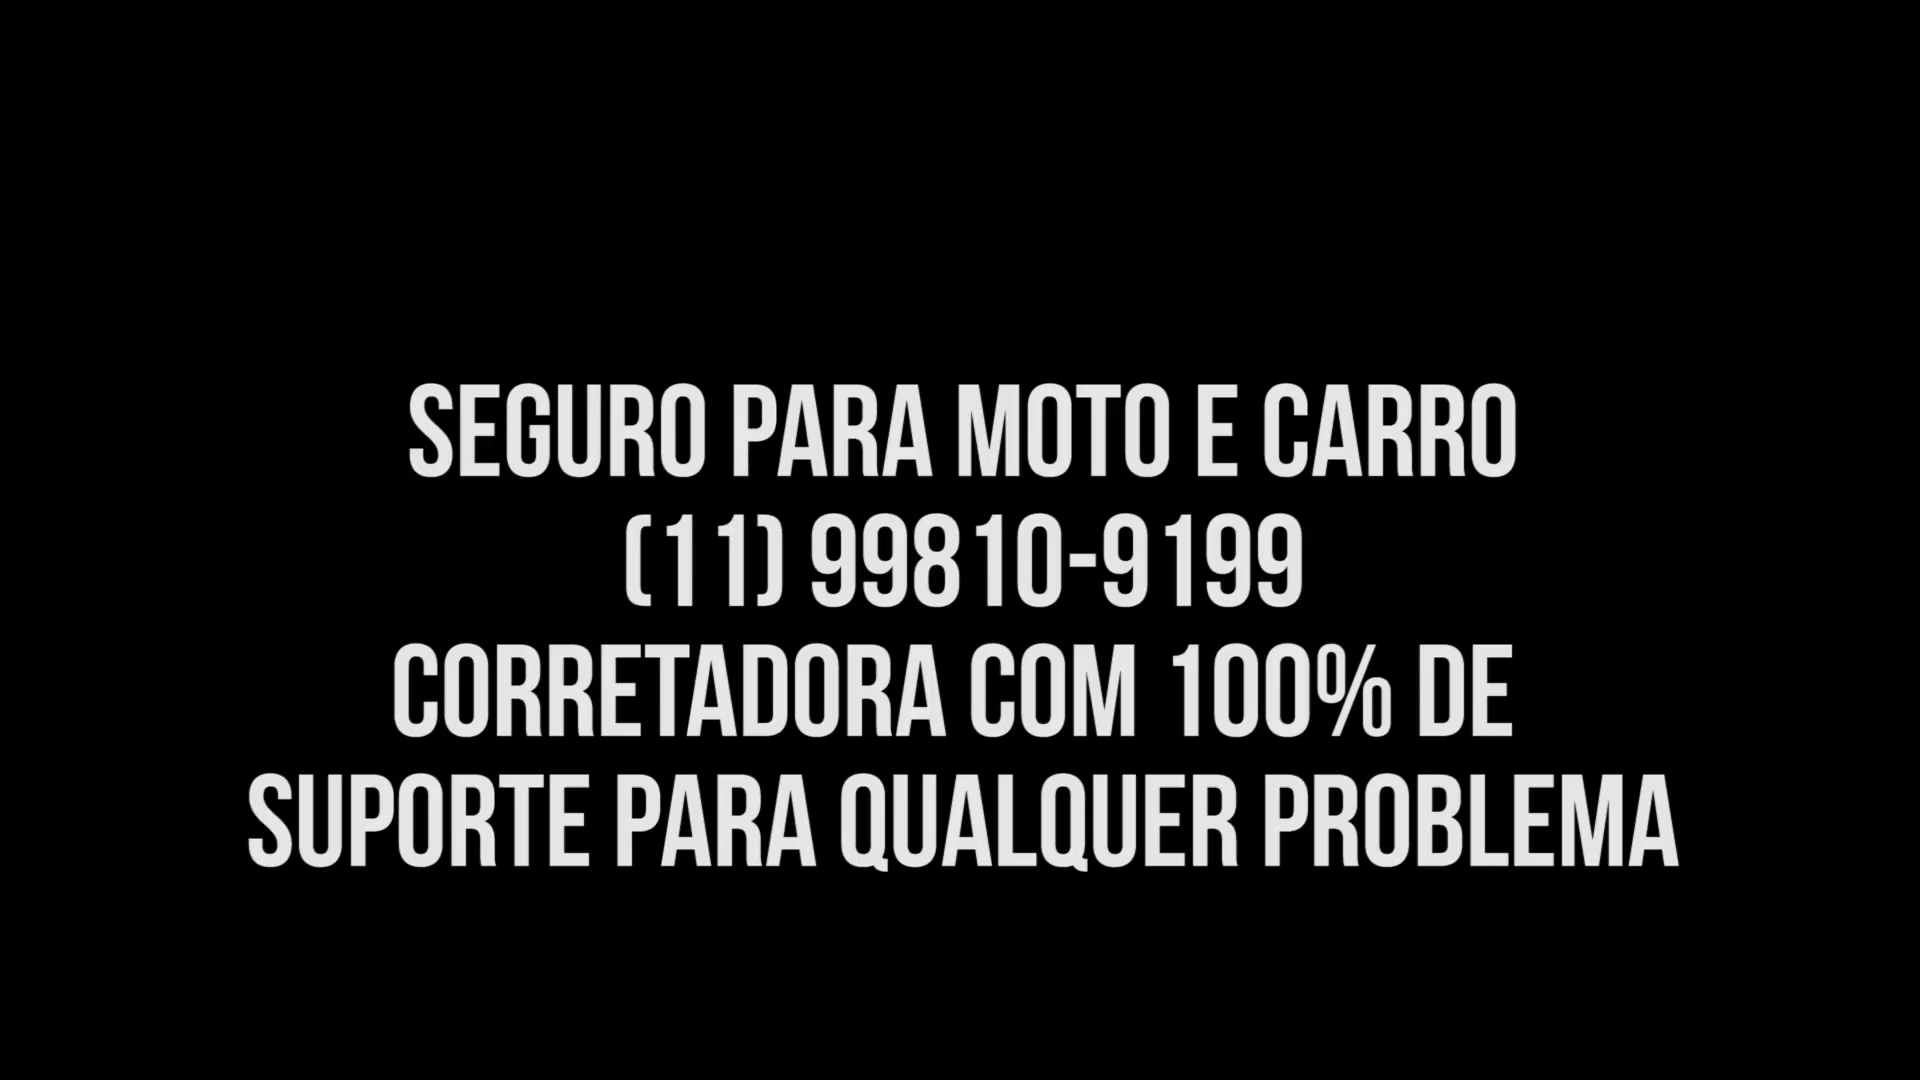 SEGURO PARA MOTO E CARRO
(11) 99810-9199
CORRETADORA COM 100% DE
SUPORTE PARA QUALQUER PROBLEMA